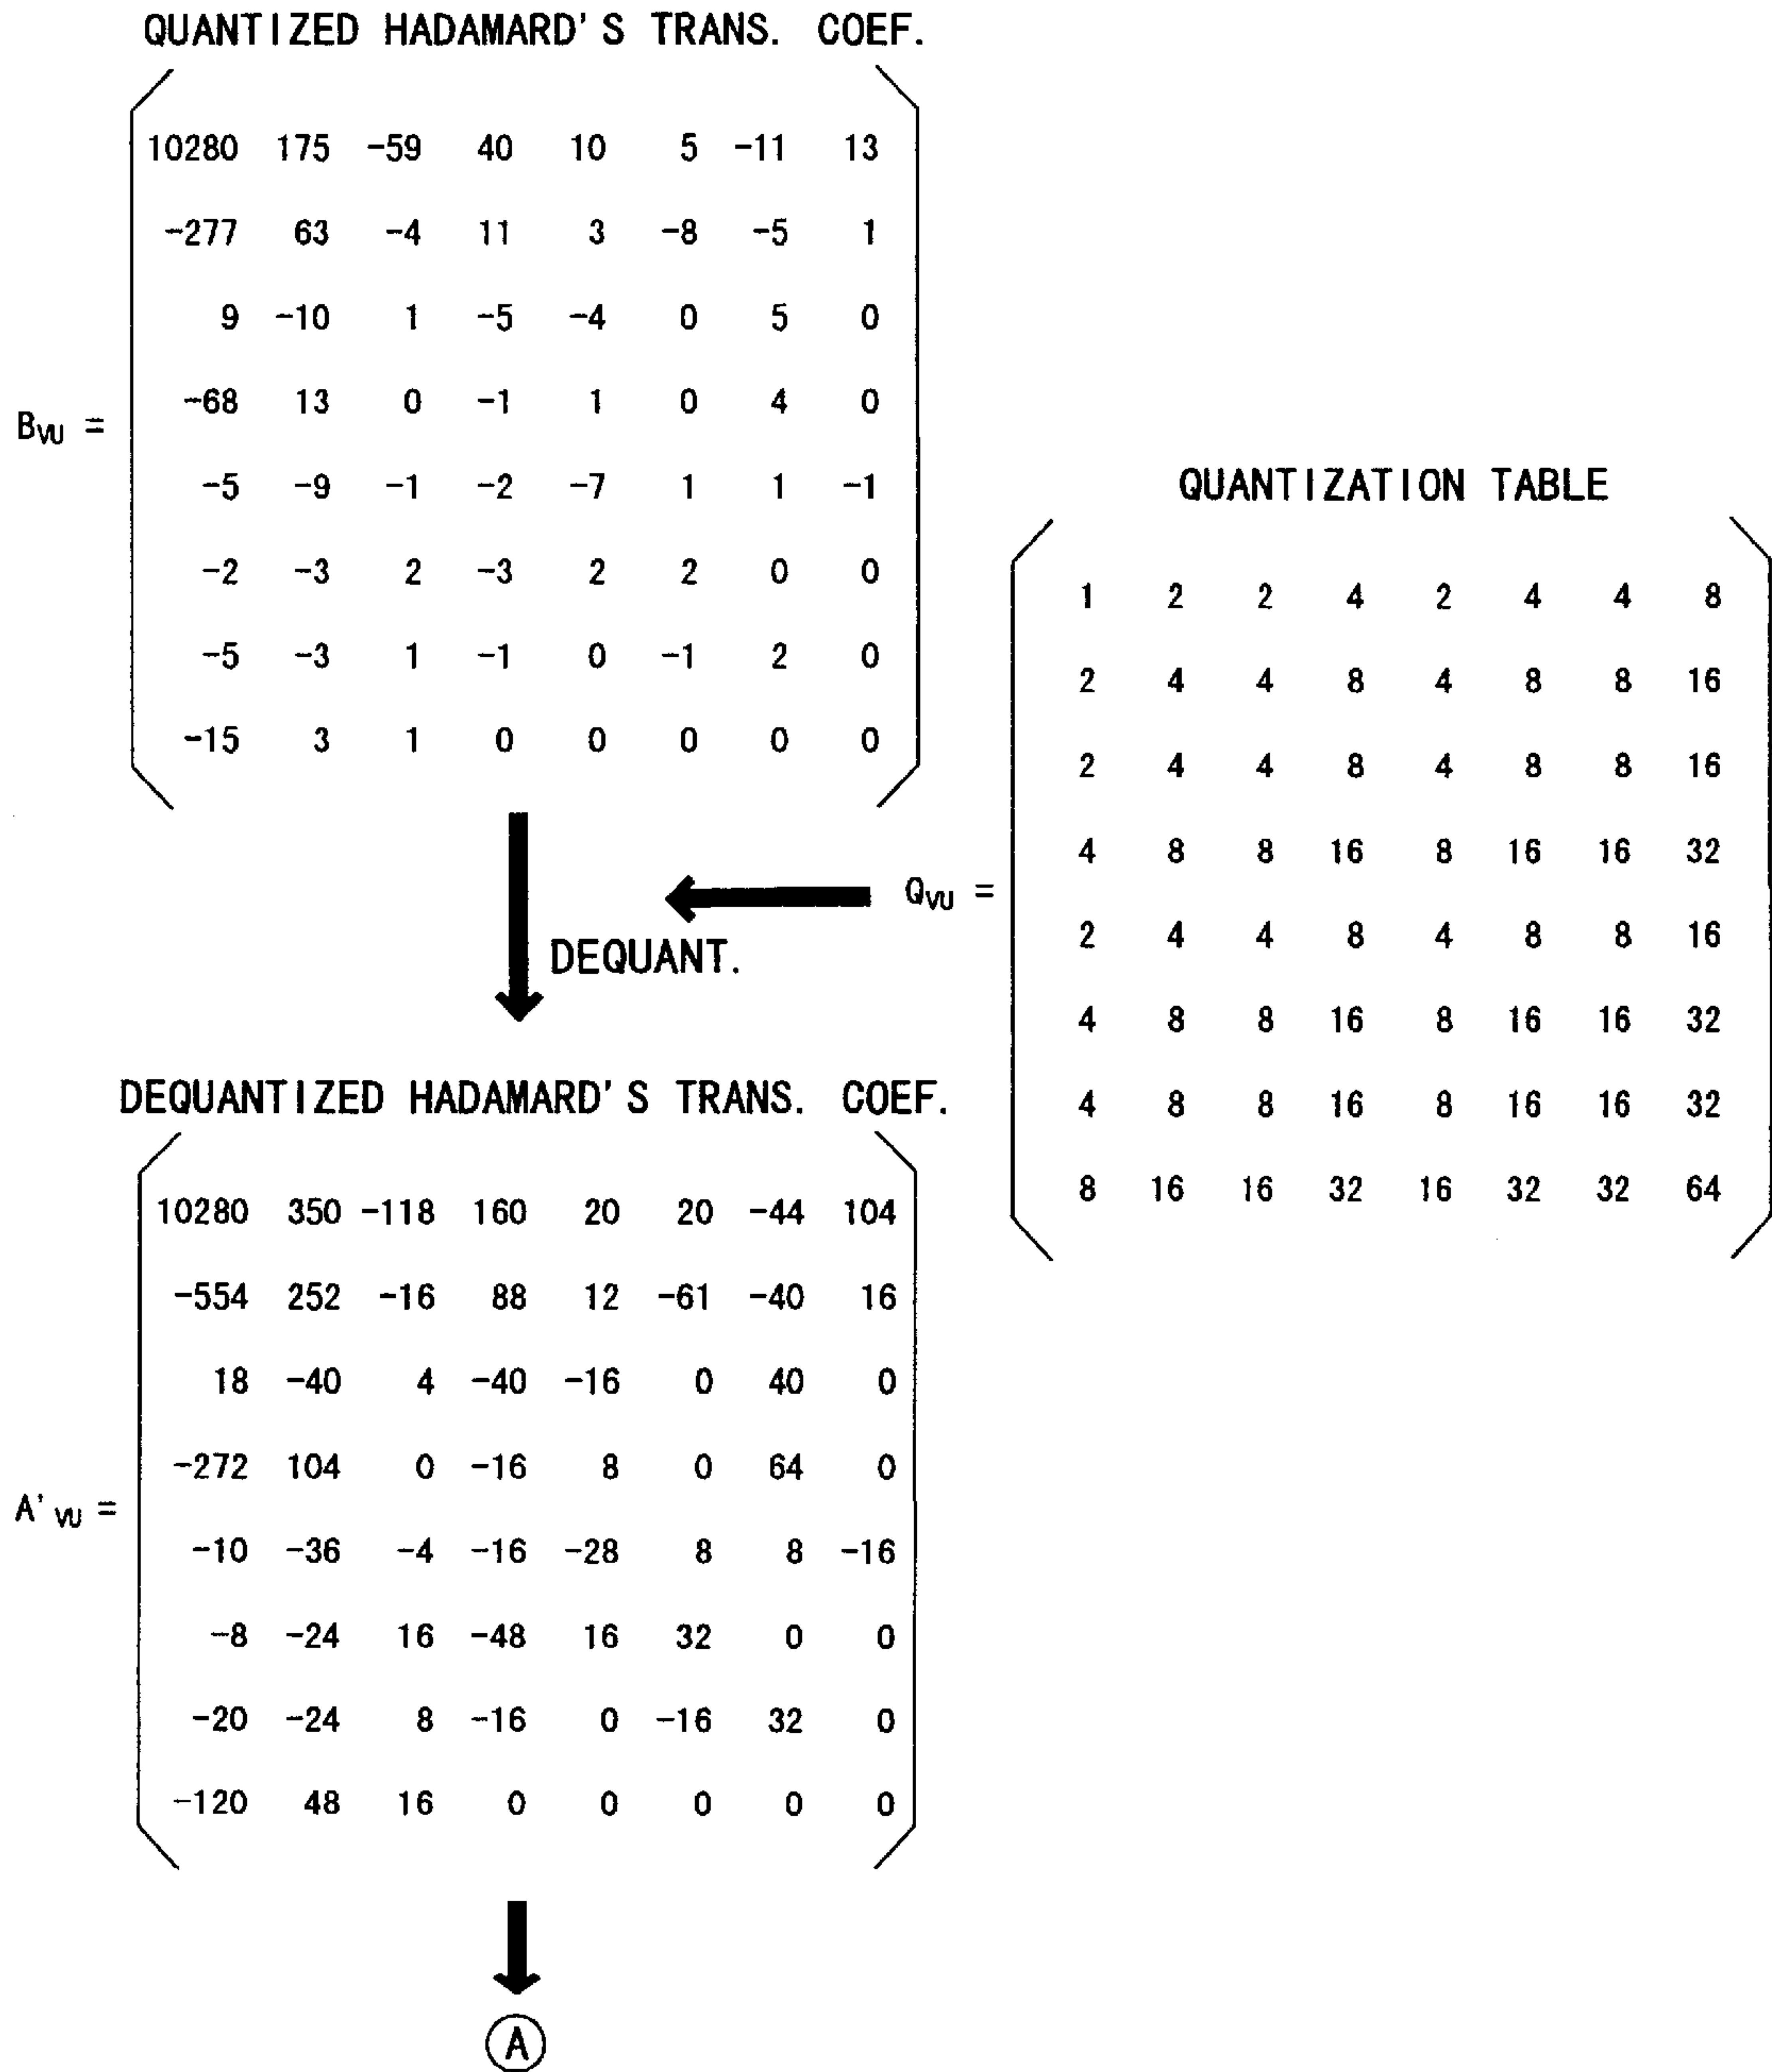 QUANTIZED HADAMARD'S TRANS. COEF.
10280 175 -59 40 10 5 -11 13
-277 63 -4 11 3 -8 -5 1
9 -10 1 -5 -4 0 5 0
-68 13 0 -1 1 0 4 0
BVU =
-5 -9 -1 -2 -7 1 1 -1
-2 -3 2 -3 2 2 0 0
-5 -3 1 -1 0 -1 2 0
-15 3 1 0 0 0 0 0
QUANTIZATION TABLE
1 2 2 4 2 4 4 8
2 4 4 8 4 8 8 16
2 4 4 8 4 8 8 16
4 8 8 16 8 16 16 32
QVU =
2 4 4 8 4 8 8 16
4 8 8 16 8 16 16 32
4 8 8 16 8 16 16 32
8 16 16 32 16 32 32 64
DEQUANT.
DEQUANTIZED HADAMARD'S TRANS. COEF.
10280 350 -118 160 20 20 -44 104
-554 252 -16 88 12 -61 -40 16
18 -40 4 -40 -16 0 40 0
-272 104 0 -16 8 0 64 0
A'VU =
-10 -36 -4 -16 -28 8 8 -16
-8 -24 16 -48 16 32 0 0
-20 -24 8 -16 0 -16 32 0
-120 48 16 0 0 0 0 0
A